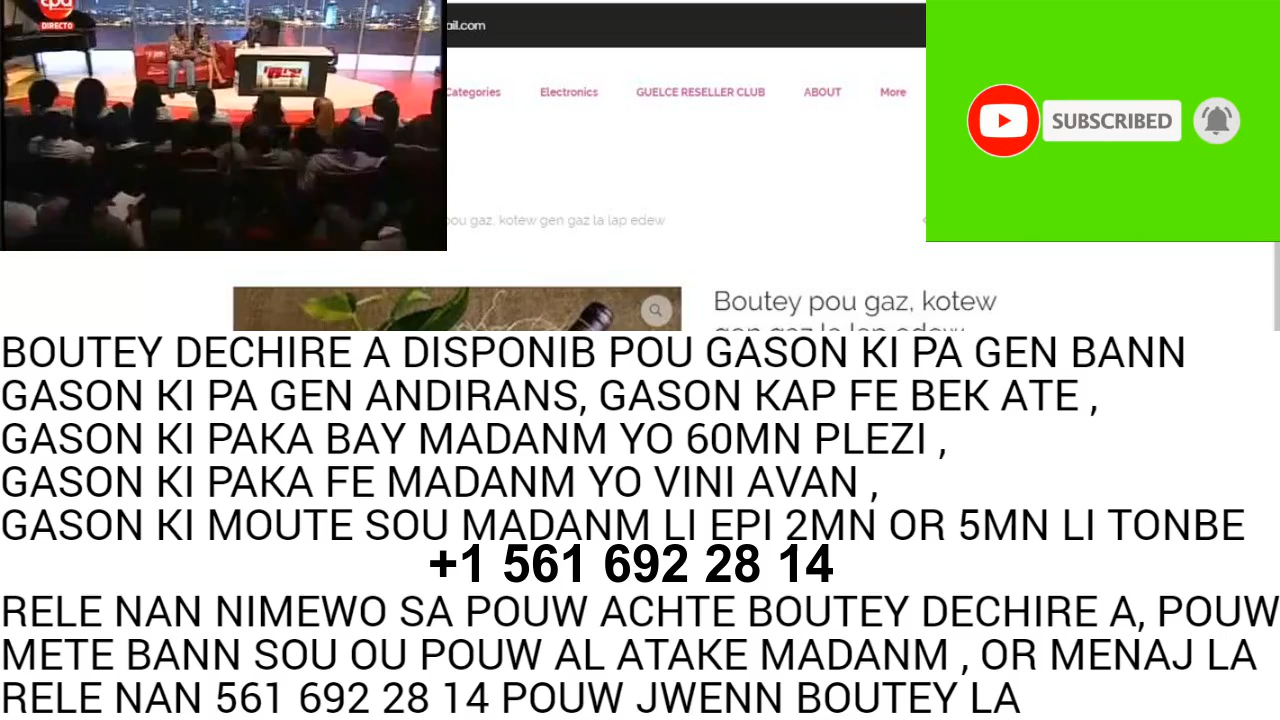 DIRECTO
ail.com
Categories
Electronics
GUELCE RESELLER CLUB
ABOUT
More
SUBSCRIBED
pou gaz, kotew gen gaz la lap edew
Boutey pou gaz, kotew
gen gaz la lap edew
BOUTEY DECHIRE A DISPONIB POU GASON KI PA GEN BANN
GASON KI PA GEN ANDIRANS, GASON KAP FE BEK ATE ,
GASON KI PAKA BAY MADANM YO 60MN PLEZI ,
GASON KI PAKA FE MADANM YO VINI AVAN ,
GASON KI MOUTE SOU MADANM LI EPI 2MN OR 5MN LI TONBE
+1 561 692 28 14
RELE NAN NIMEWO SA POUW ACHTE BOUTEY DECHIRE A, POUW
METE BANN SOU OU POUW AL ATAKE MADANM , OR MENAJ LA
RELE NAN 561 692 28 14 POUW JWENN BOUTEY LA